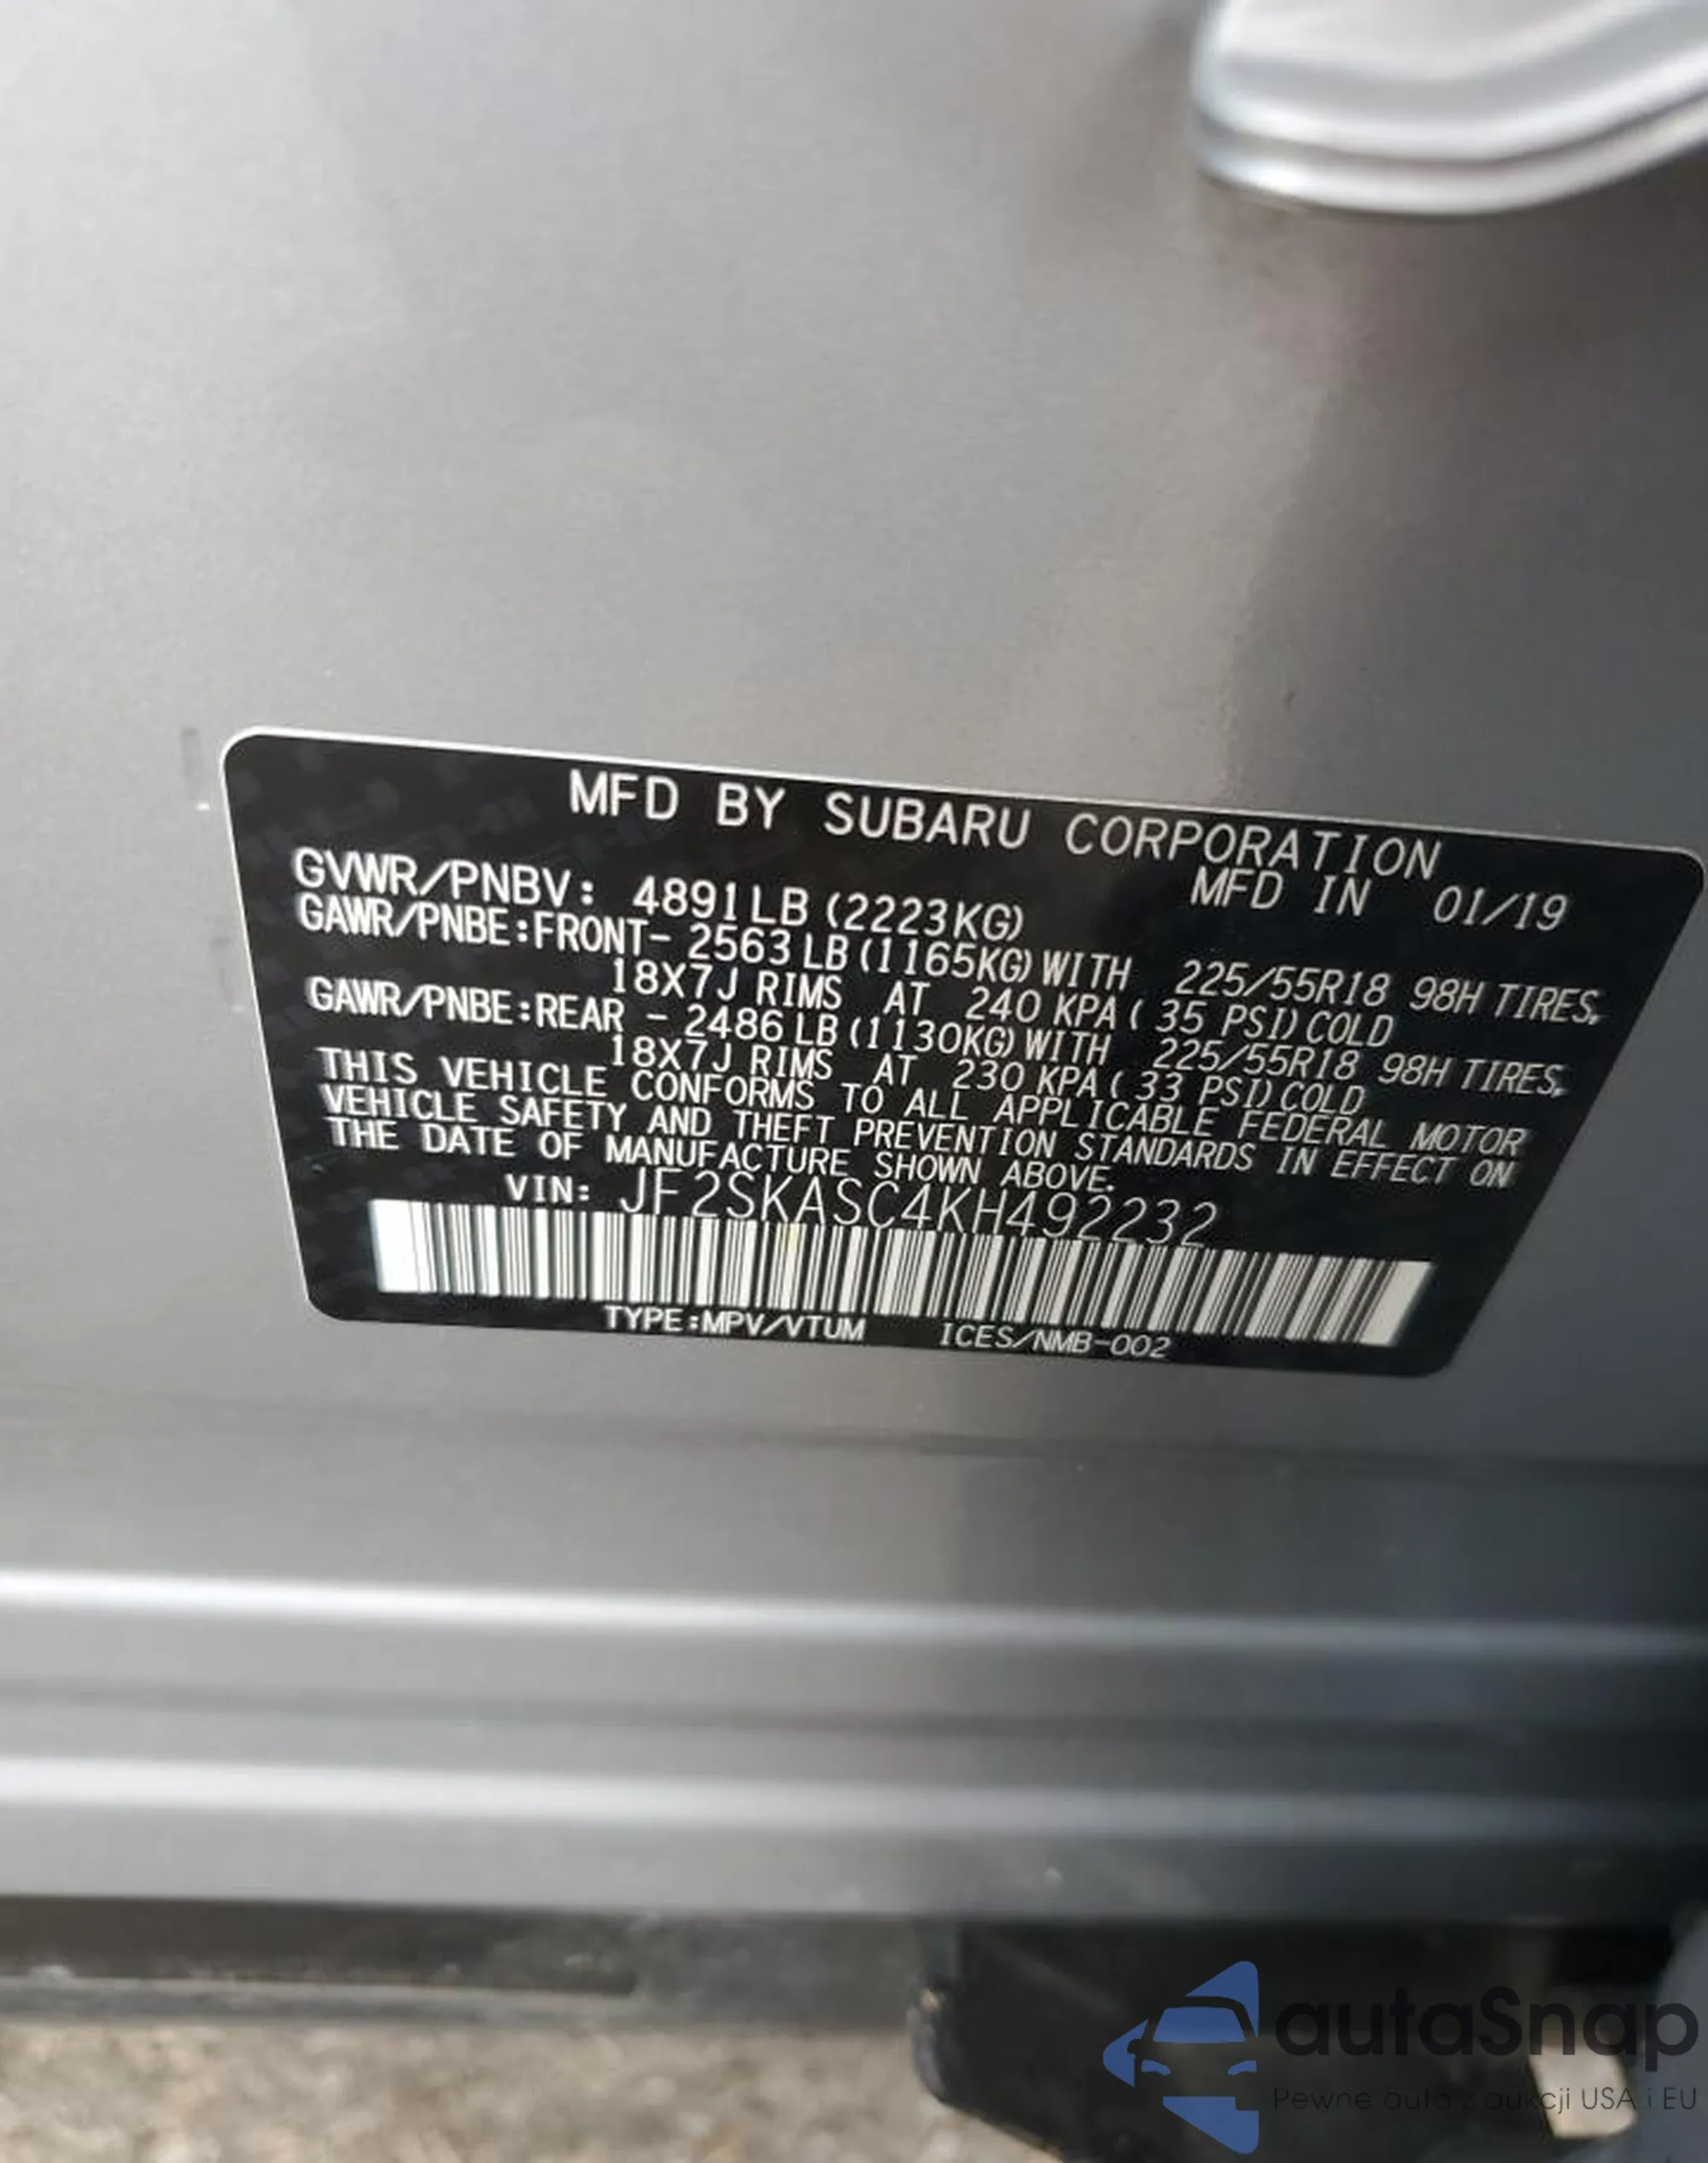 MFD BY SUBARU CORPORATION
GVWR/PNBV: 4891LB (2223KG) MFD IN 01/19
GAWR/PNBE:FRONT- 2563 LB (1165KG) WITH 225/55R18 98H TIRES,
18X7J RIMS AT 240 KPA ( 35 PSI) COLD
GAWR/PNBE:REAR - 2486 LB (1130KG) WITH 225/55R18 98H TIRES,
18X7J RIMS AT 230 KPA ( 33 PSI) COLD
THIS VEHICLE CONFORMS TO ALL APPLICABLE FEDERAL MOTOR
VEHICLE SAFETY AND THEFT PREVENTION STANDARDS IN EFFECT ON
THE DATE OF MANUFACTURE SHOWN ABOVE.
VIN: JF2SKASC4KH492232
TYPE:MPV/VTUM ICES/NMB-002
autaSnap
Pewne auta z aukcji USA i EU